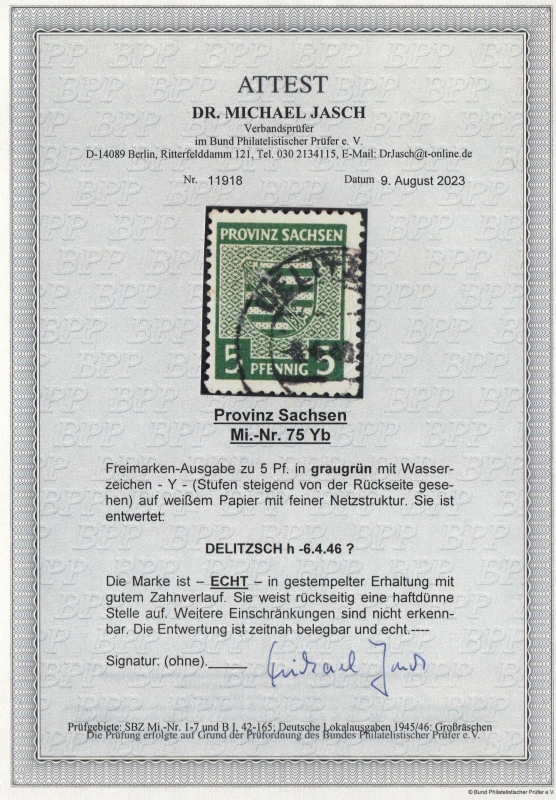 ATTEST
DR. MICHAEL JASCH
Verbandsprüfer
im Bund Philatelistischer Prüfer e. V.
D-14089 Berlin, Ritterfelddamm 121, Tel. 030 2134115, E-Mail: DrJasch@t-online.de
Nr. 11918 Datum 9. August 2023
PROVINZ SACHSEN
5 PFENNIG 5
Provinz Sachsen
Mi.-Nr. 75 Yb
Freimarken-Ausgabe zu 5 Pf. in graugrün mit Wasser-
zeichen - Y - (Stufen steigend von der Rückseite gese-
hen) auf weißem Papier mit feiner Netzstruktur. Sie ist
entwertet:
DELITZSCH h -6.4.46 ?
Die Marke ist – ECHT – in gestempelter Erhaltung mit
gutem Zahnverlauf. Sie weist rückseitig eine haftdünne
Stelle auf. Weitere Einschränkungen sind nicht erkenn-
bar. Die Entwertung ist zeitnah belegbar und echt.----
Signatur: (ohne).____ Michael Jasch
Prüfgebiete: SBZ Mi.-Nr. 1-7 und B I, 42-165; Deutsche Lokalausgaben 1945/46: Großräschen
Die Prüfung erfolgte auf Grund der Prüfordnung des Bundes Philatelistischer Prüfer e.V.
© Bund Philatelistischer Prüfer e.V.